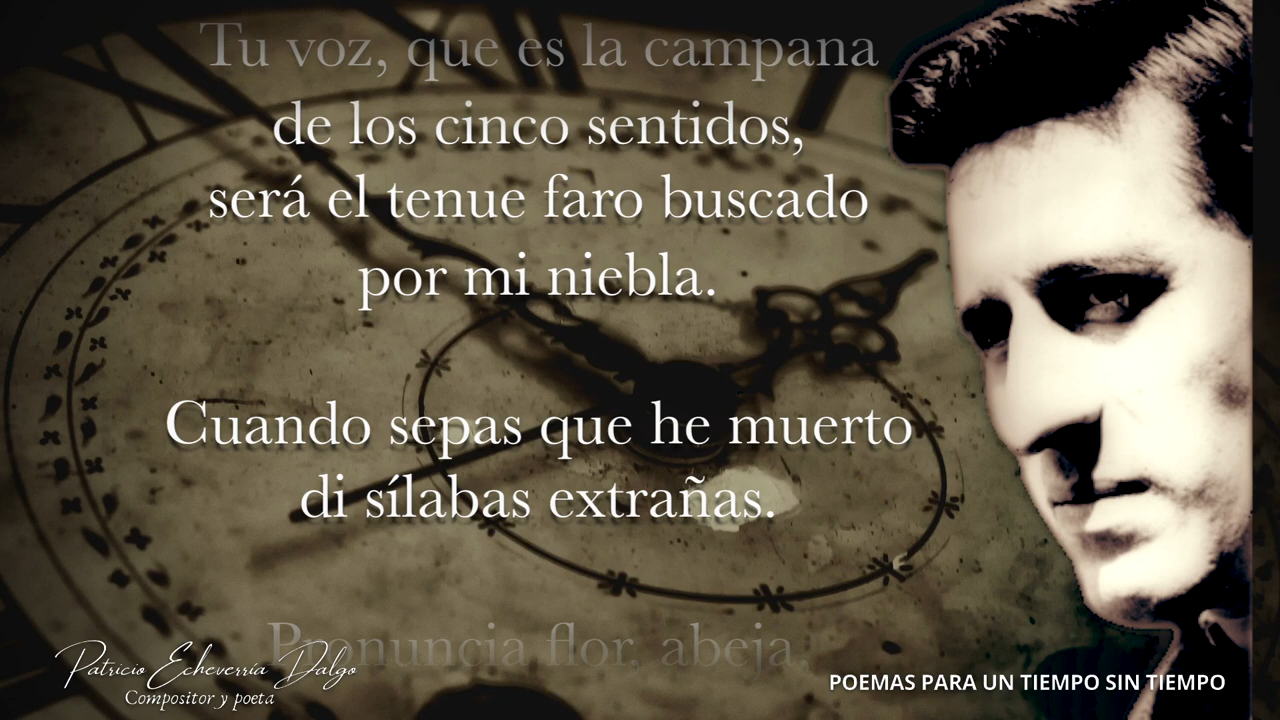 Tu voz, que es la campana
de los cinco sentidos,
será el tenue faro buscado
por mi niebla.
Cuando sepas que he muerto
di sílabas extrañas.
Pronuncia flor, abeja,
Patricio Echeverría Dalgo
Compositor y poeta
POEMAS PARA UN TIEMPO SIN TIEMPO